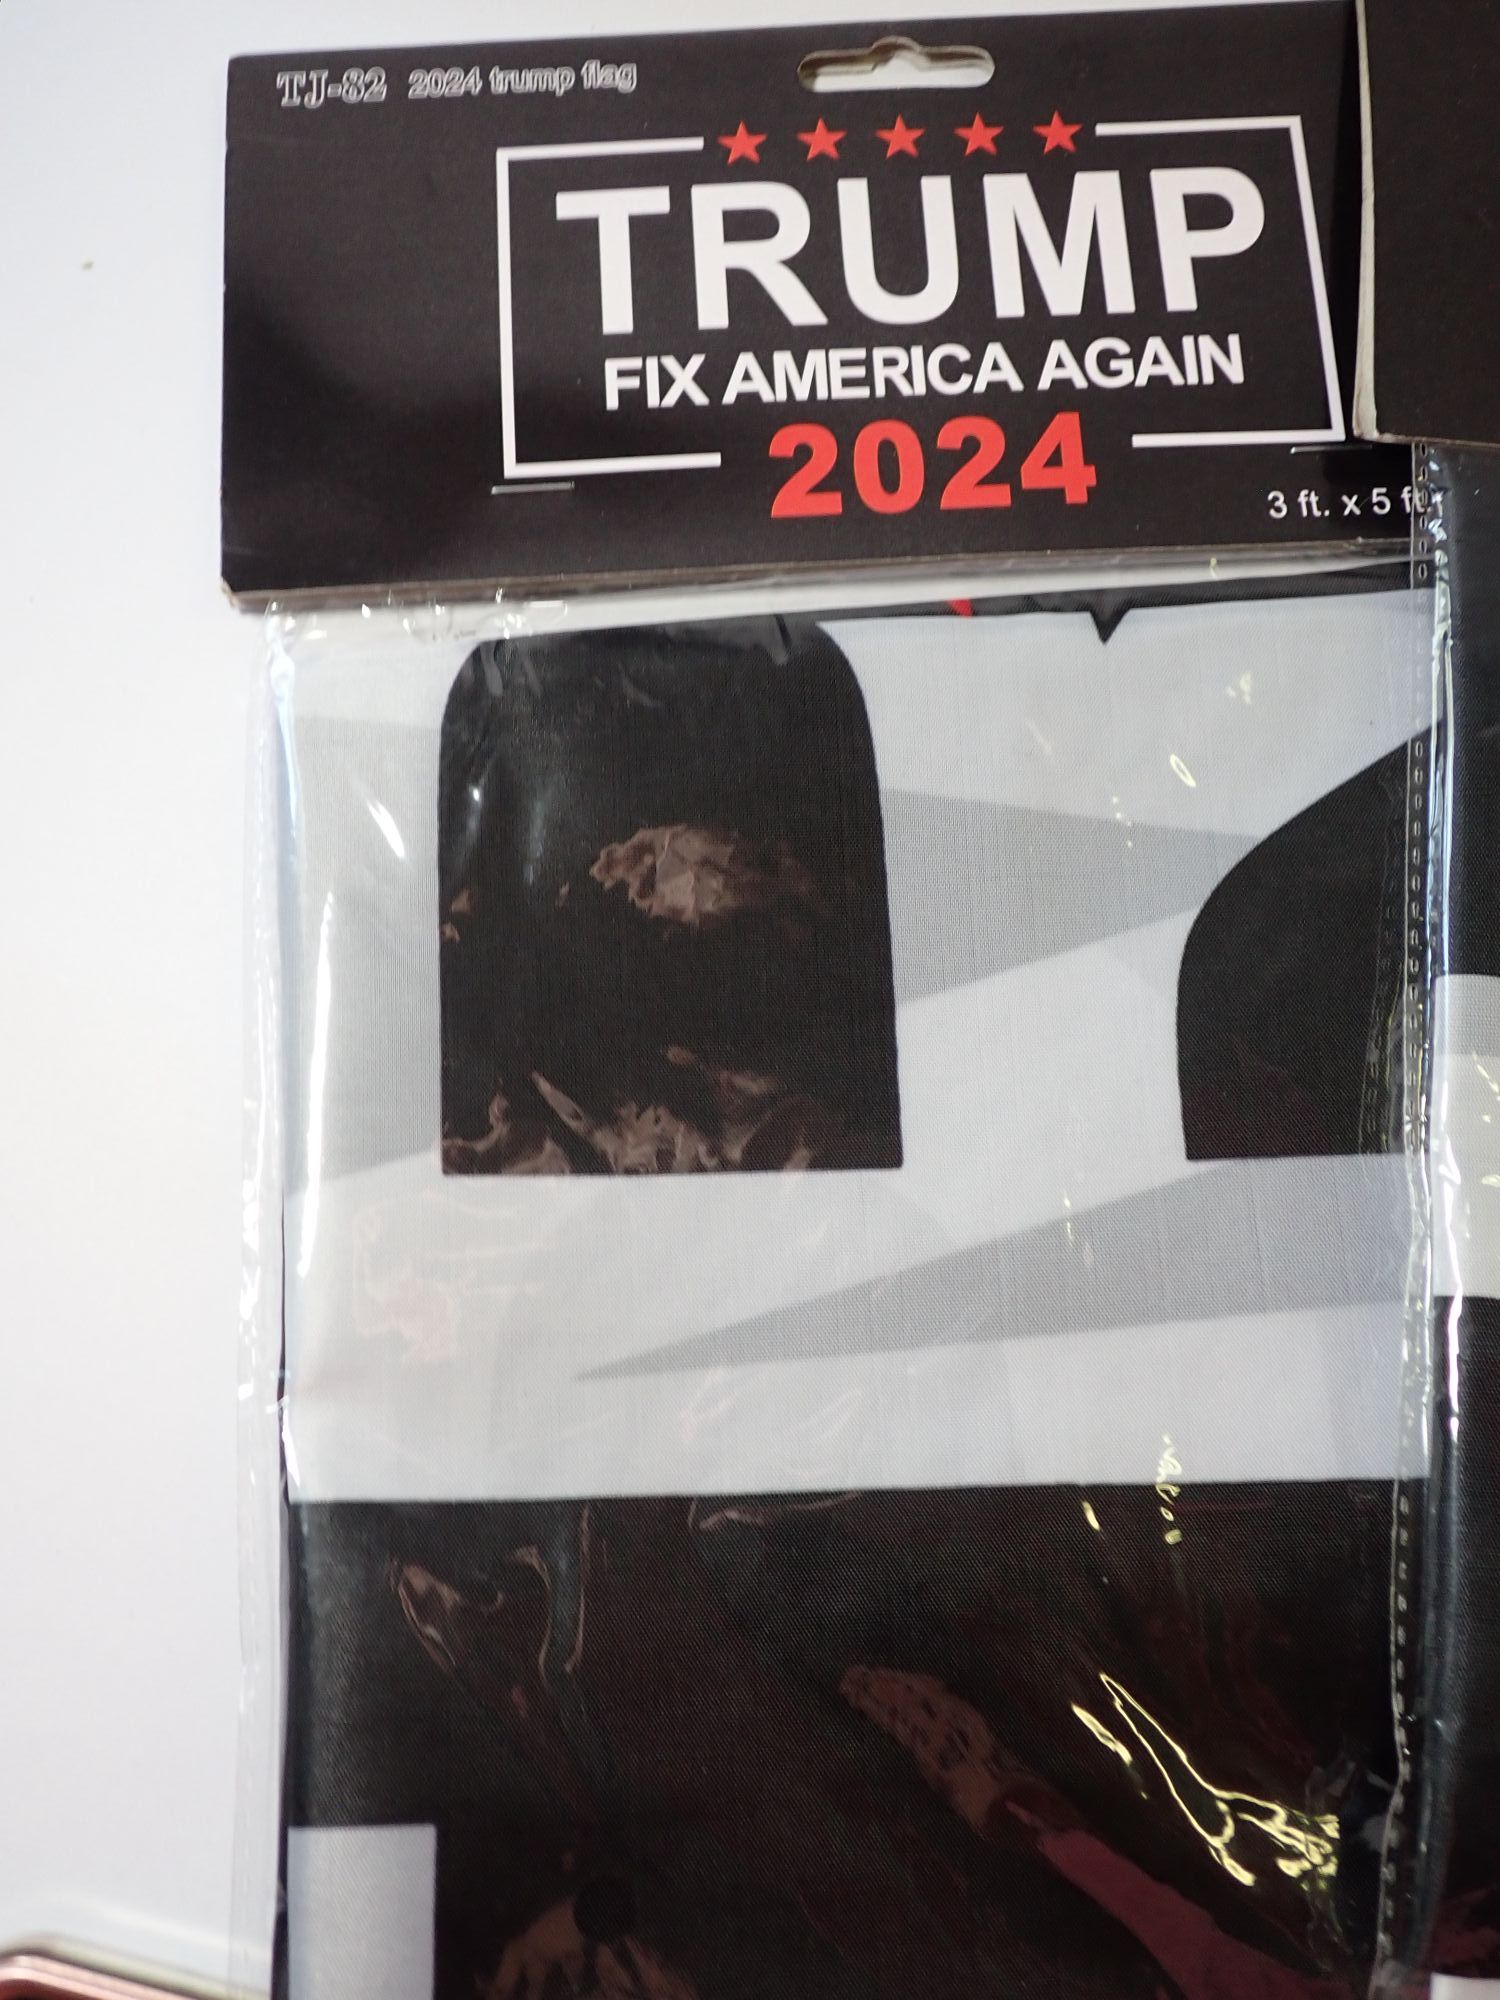 TJ-82 2024 trump flag
TRUMP
FIX AMERICA AGAIN
2024
3 ft. x 5 ft.